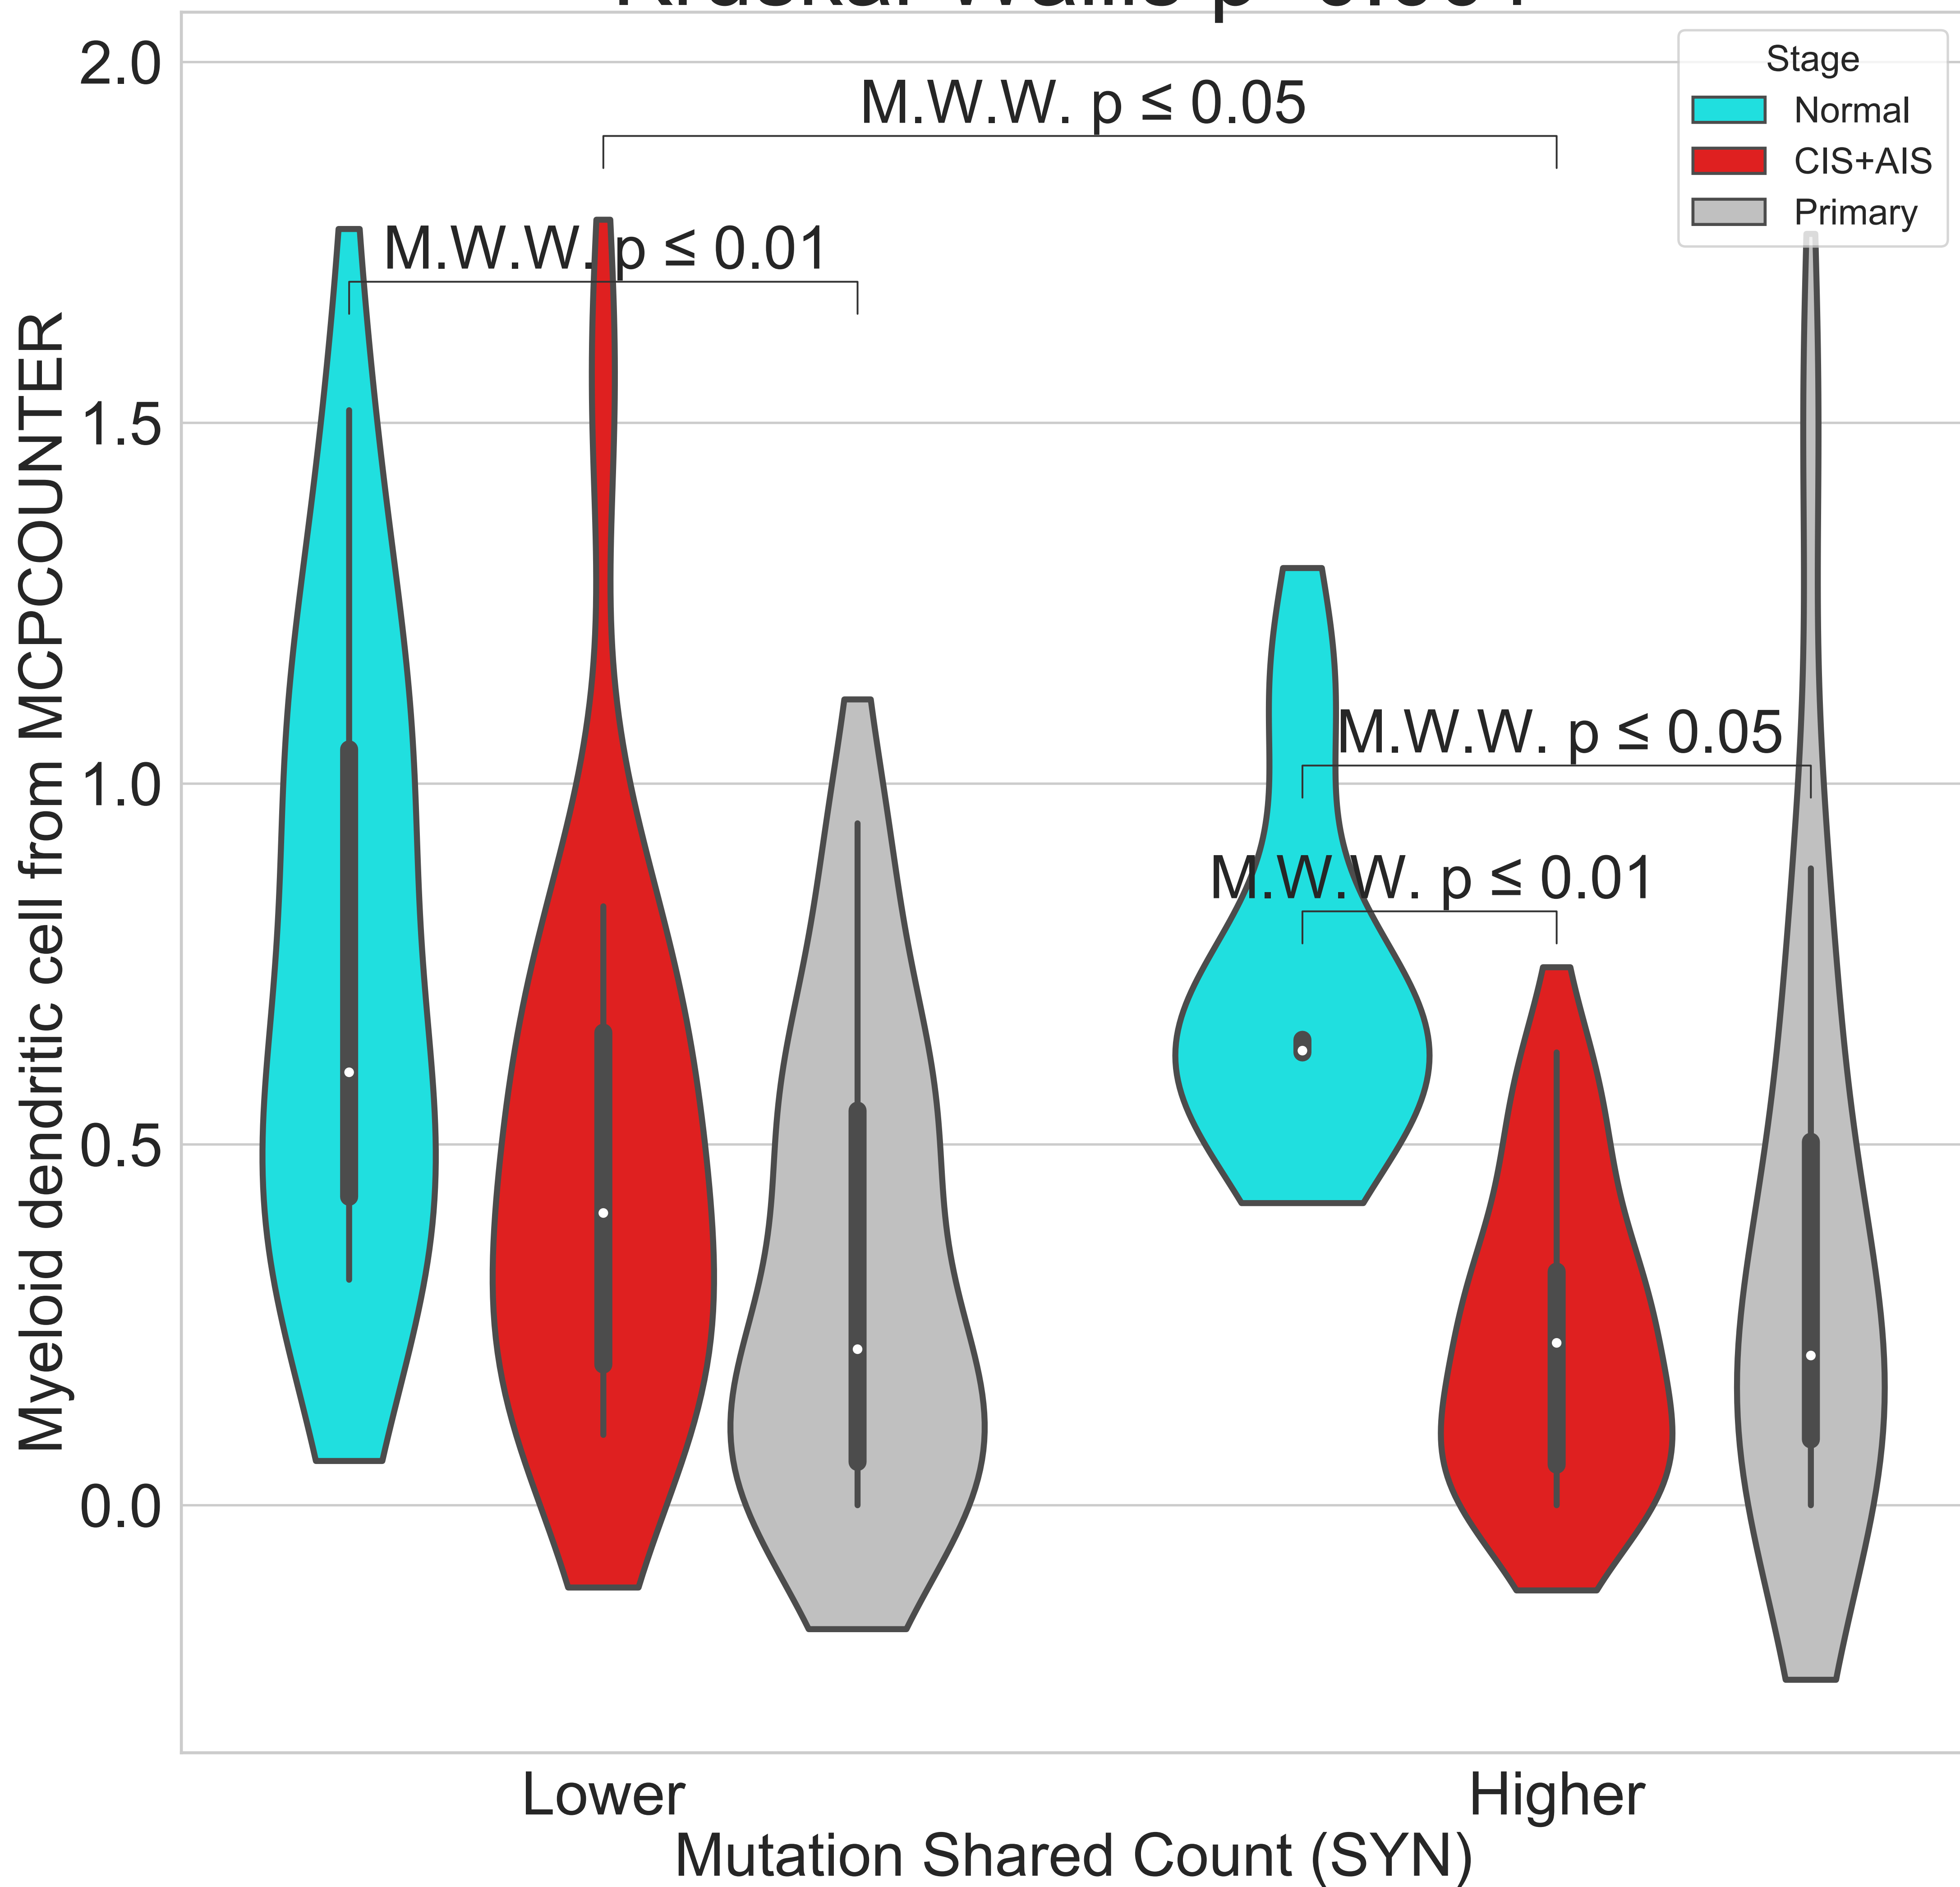 2.0
1.5
1.0
0.5
0.0
Myeloid dendritic cell from MCPCOUNTER
M.W.W. p ≤ 0.05
M.W.W. p ≤ 0.01
M.W.W. p ≤ 0.05
M.W.W. p ≤ 0.01
Stage
Normal
CIS+AIS
Primary
Lower
Higher
Mutation Shared Count (SYN)